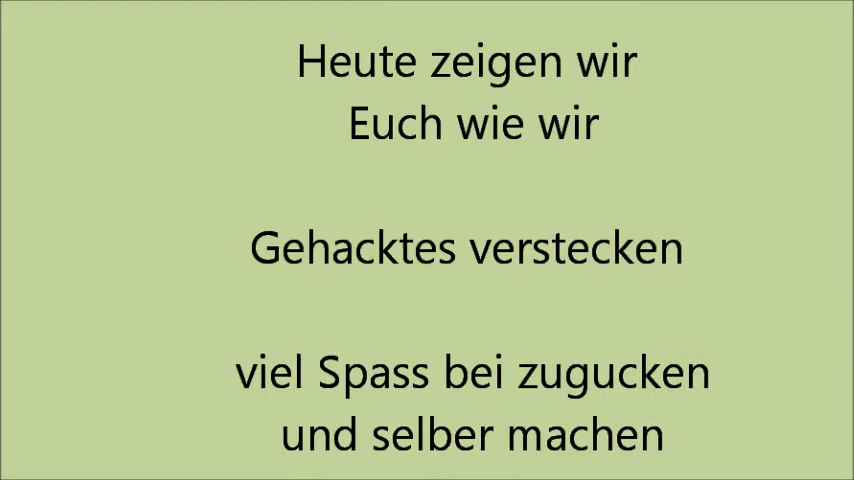 Heute zeigen wir
Euch wie wir
Gehacktes verstecken
viel Spass bei zugucken
und selber machen